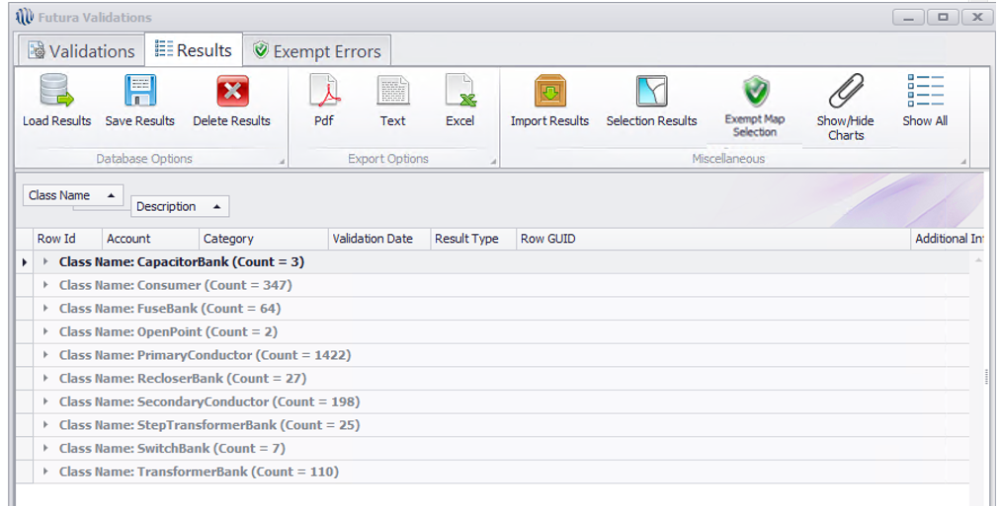 Futura Validations
Validations Results Exempt Errors
Load Results Save Results Delete Results Pdf Text Excel Import Results Selection Results Exempt Map Selection Show/Hide Charts Show All
Database Options Export Options Miscellaneous
Class Name
Description
Row Id Account Category Validation Date Result Type Row GUID Additional Inf
Class Name: CapacitorBank (Count = 3)
Class Name: Consumer (Count = 347)
Class Name: FuseBank (Count = 64)
Class Name: OpenPoint (Count = 2)
Class Name: PrimaryConductor (Count = 1422)
Class Name: RecloserBank (Count = 27)
Class Name: SecondaryConductor (Count = 198)
Class Name: StepTransformerBank (Count = 25)
Class Name: SwitchBank (Count = 7)
Class Name: TransformerBank (Count = 110)